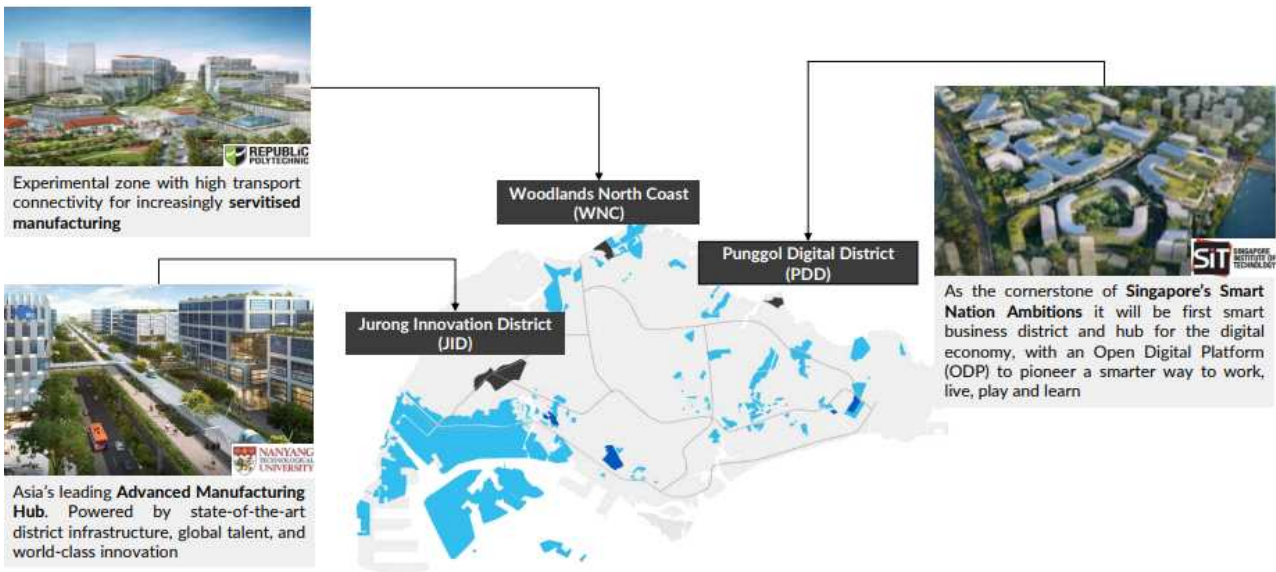 REPUBLIC
POLYTECHNIC
Experimental zone with high transport
connectivity for increasingly servitised
manufacturing
Woodlands North Coast
(WNC)
Punggol Digital District
(PDD)
SiT
SINGAPORE
INSTITUTE OF
TECHNOLOGY
As the cornerstone of Singapore's Smart
Nation Ambitions it will be first smart
business district and hub for the digital
economy, with an Open Digital Platform
(ODP) to pioneer a smarter way to work,
live, play and learn
Jurong Innovation District
(JID)
NANYANG
TECHNOLOGICAL
UNIVERSITY
Asia's leading Advanced Manufacturing
Hub. Powered by state-of-the-art
district infrastructure, global talent, and
world-class innovation